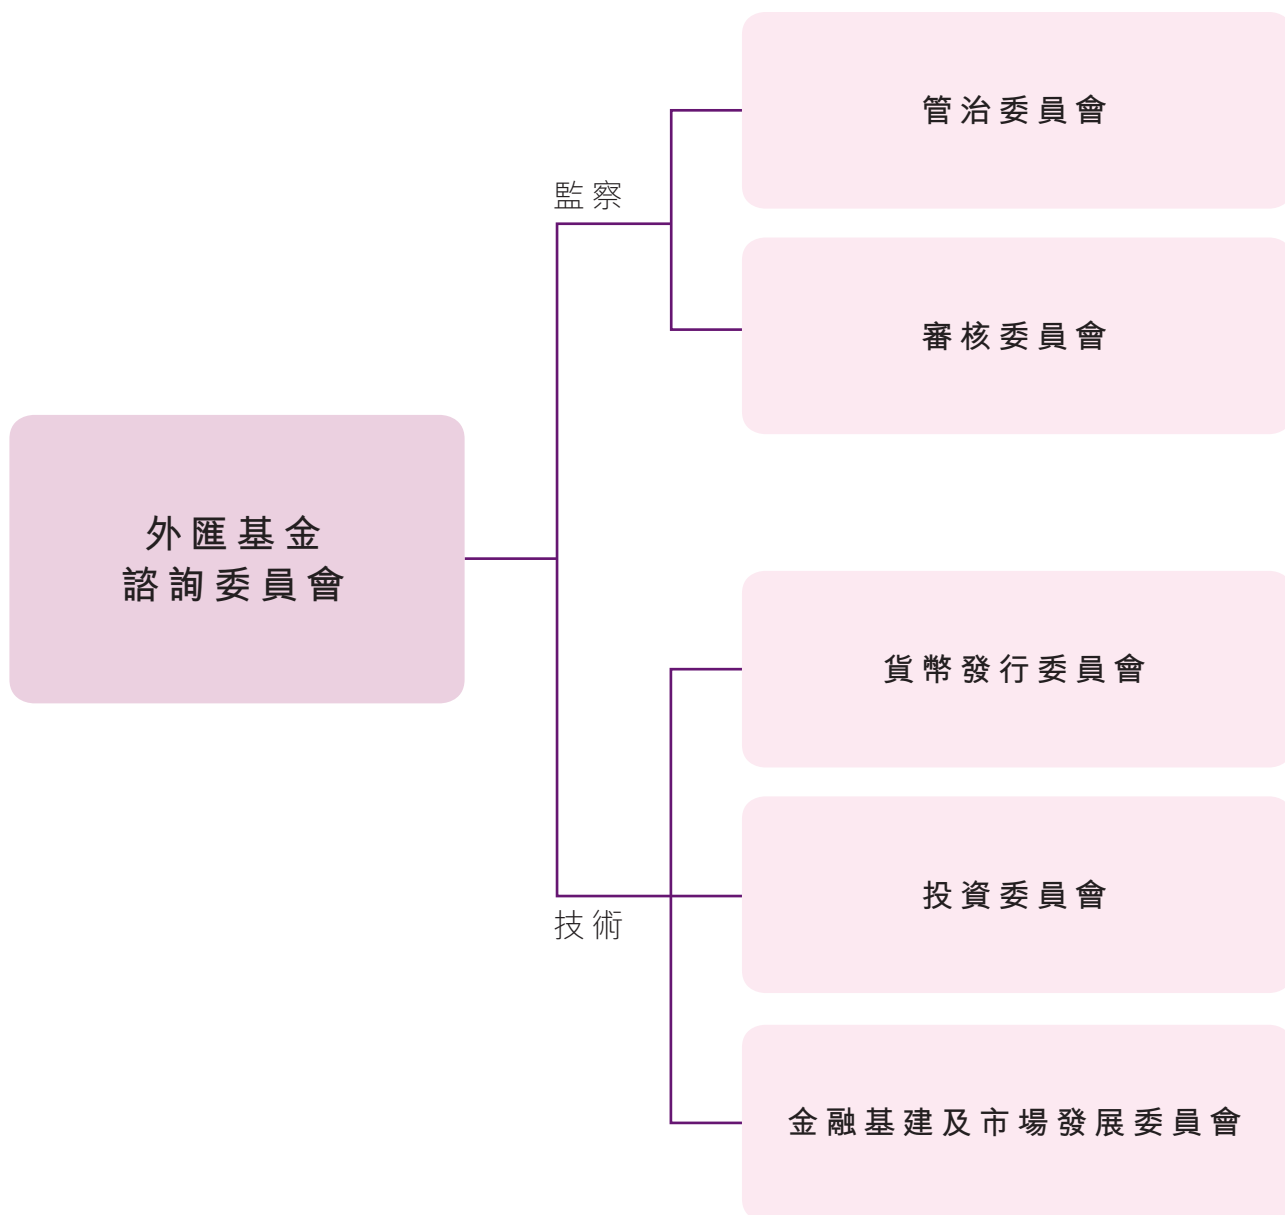 管治委員會
監察
審核委員會
外匯基金
諮詢委員會
貨幣發行委員會
投資委員會
技術
金融基建及市場發展委員會